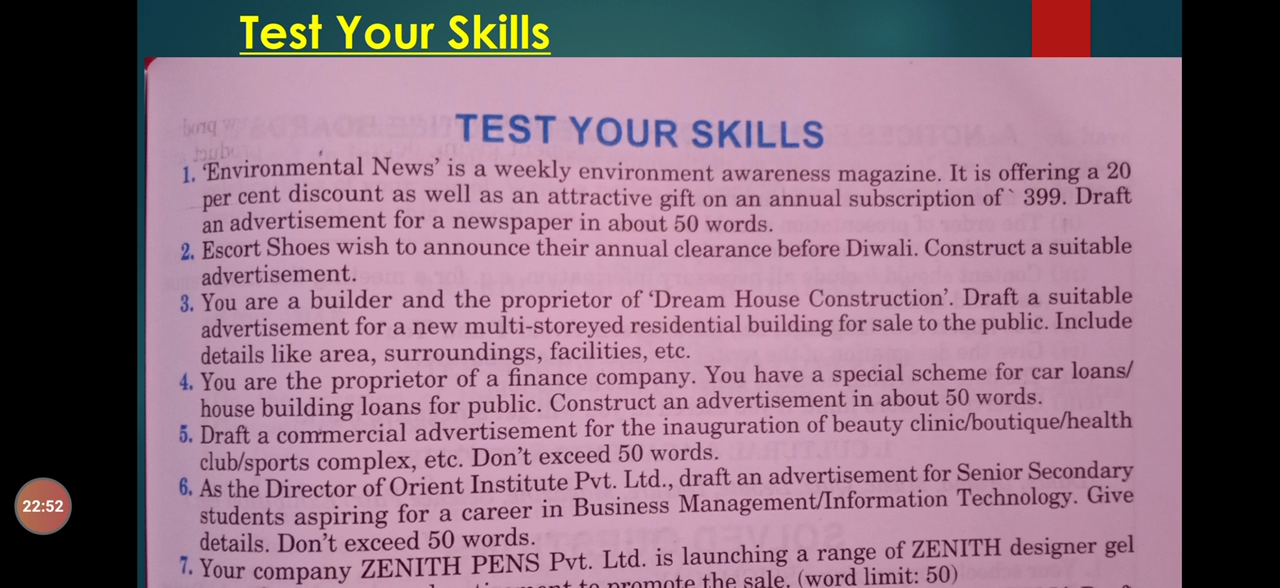 Test Your Skills
TEST YOUR SKILLS
1. 'Environmental News' is a weekly environment awareness magazine. It is offering a 20
per cent discount as well as an attractive gift on an annual subscription of ` 399. Draft
an advertisement for a newspaper in about 50 words.
2. Escort Shoes wish to announce their annual clearance before Diwali. Construct a suitable
advertisement.
3. You are a builder and the proprietor of 'Dream House Construction'. Draft a suitable
advertisement for a new multi-storeyed residential building for sale to the public. Include
details like area, surroundings, facilities, etc.
4. You are the proprietor of a finance company. You have a special scheme for car loans/
house building loans for public. Construct an advertisement in about 50 words.
5. Draft a commercial advertisement for the inauguration of beauty clinic/boutique/health
club/sports complex, etc. Don't exceed 50 words.
6. As the Director of Orient Institute Pvt. Ltd., draft an advertisement for Senior Secondary
students aspiring for a career in Business Management/Information Technology. Give
details. Don't exceed 50 words.
7. Your company ZENITH PENS Pvt. Ltd. is launching a range of ZENITH designer gel
to promote the sale. (word limit: 50)
22:52